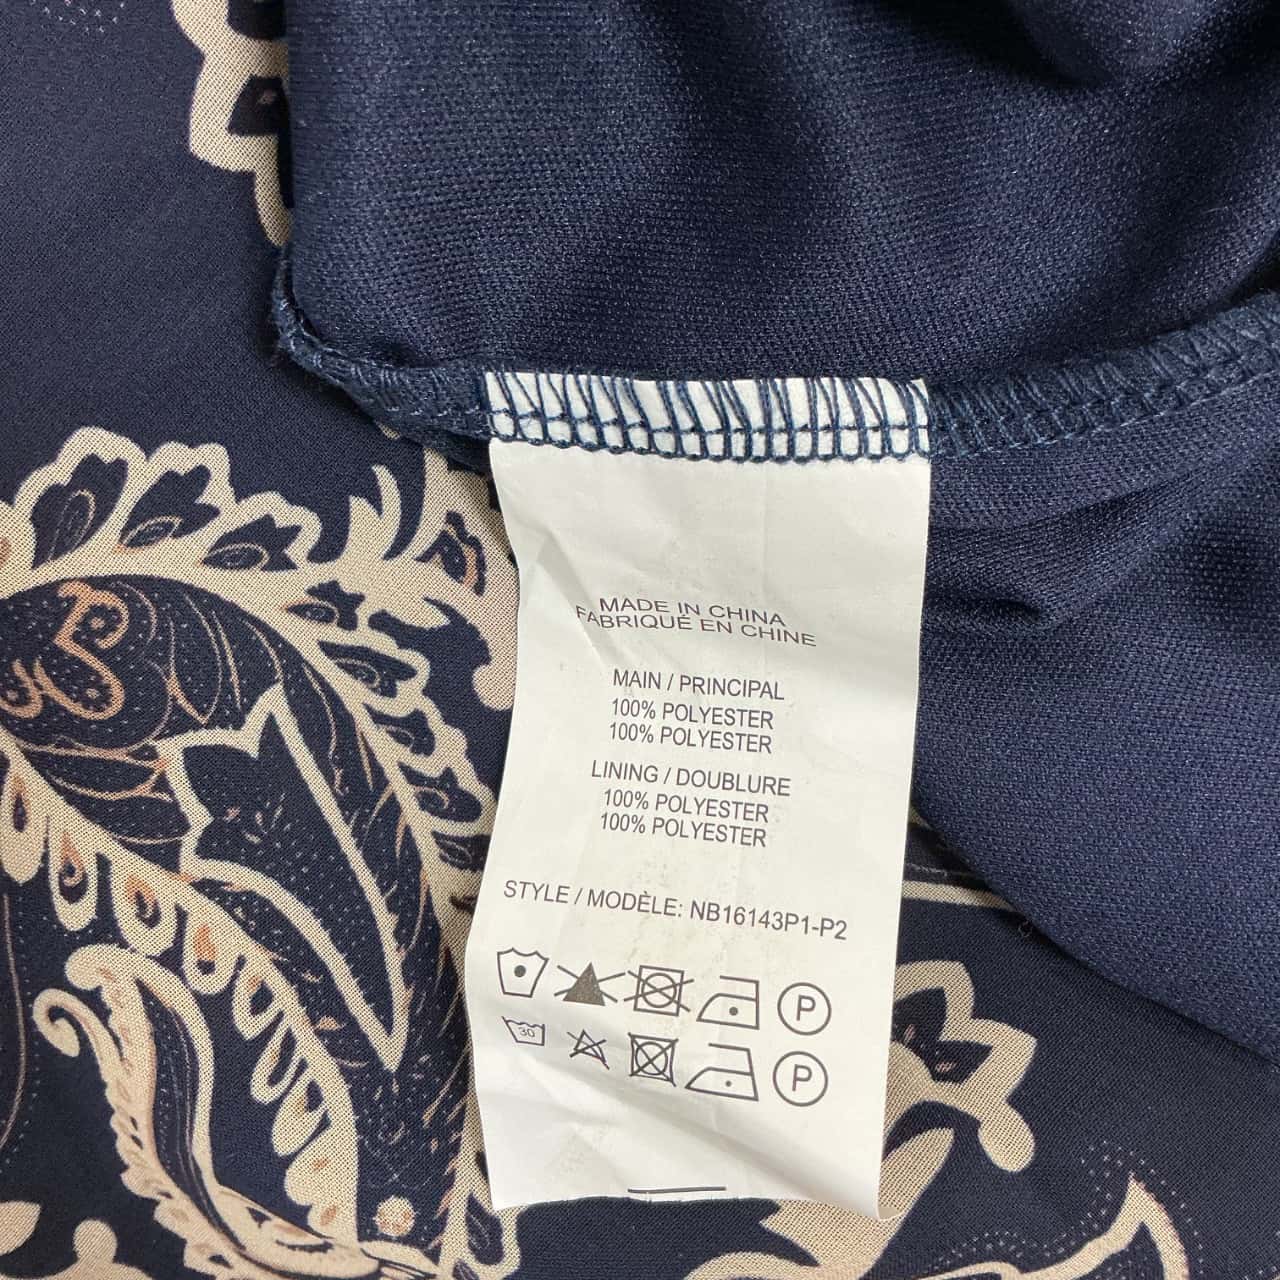 MADE IN CHINA
FABRIQUÉ EN CHINE
MAIN / PRINCIPAL
100% POLYESTER
100% POLYESTER
LINING / DOUBLURE
100% POLYESTER
100% POLYESTER
STYLE / MODÈLE: NB16143P1-P2
P
30
P